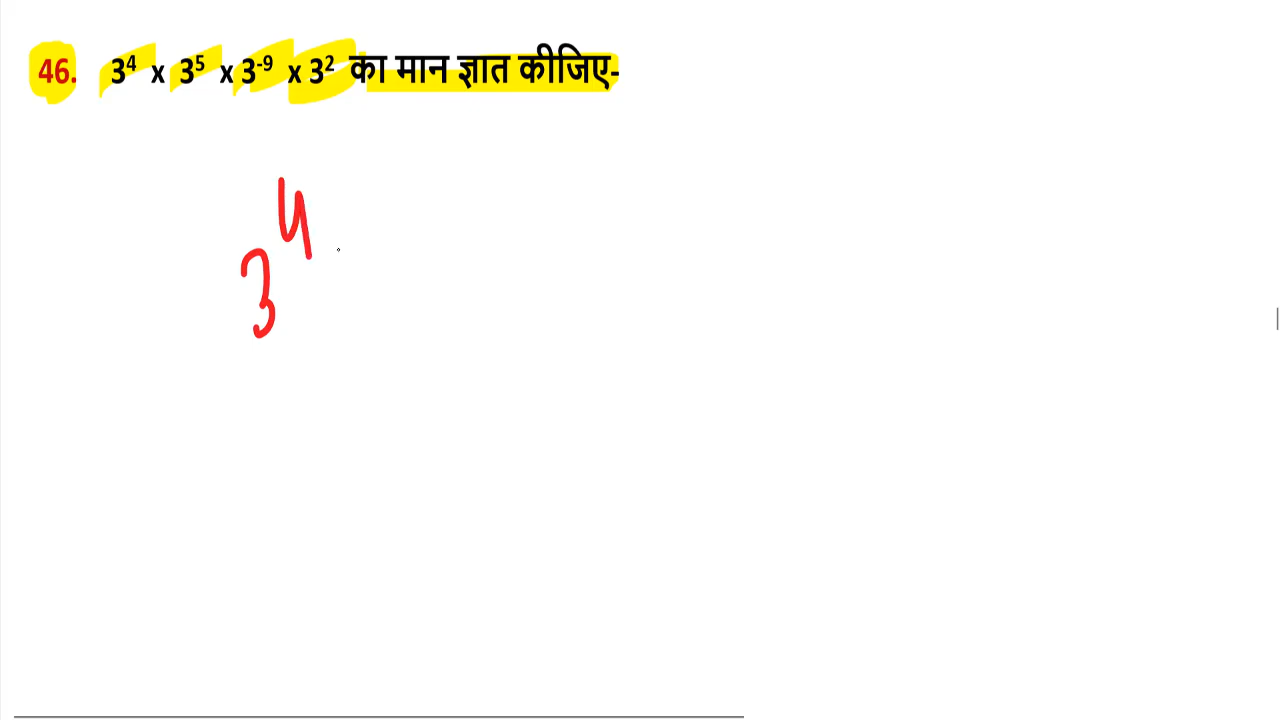 46. 3⁴ x 3⁵ x 3⁻⁹ x 3² का मान ज्ञात कीजिए-
3⁴